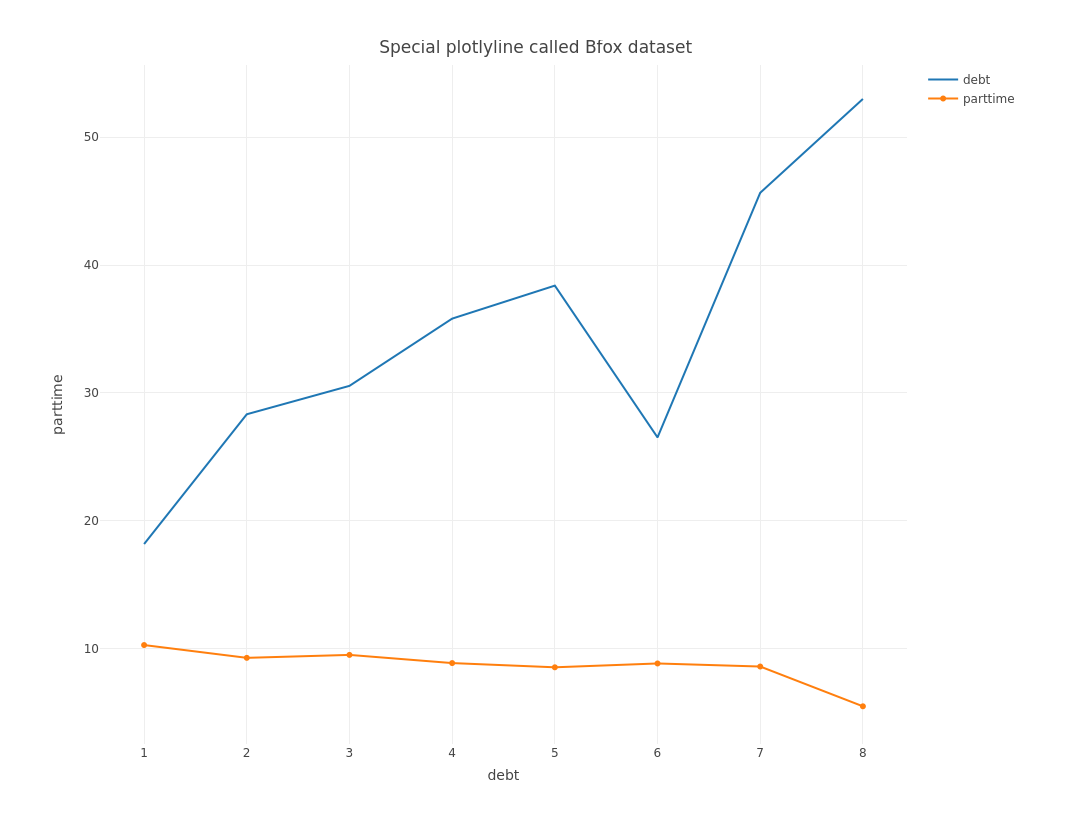 Special plotlyline called Bfox dataset
debt
parttime
50
40
30
20
10
parttime
1 2 3 4 5 6 7 8
debt